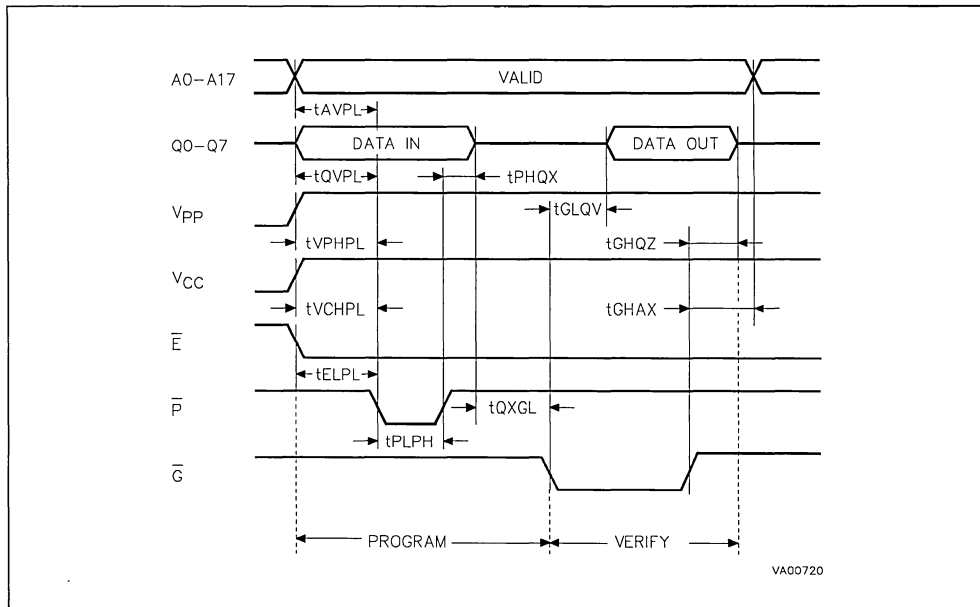 A0-A17
VALID
tAVPL
Q0-Q7
DATA IN
DATA OUT
tQVPL
tPHQX
VPP
tGLQV
tVPHPL
tGHQZ
VCC
tVCHPL
tGHAX
E̅
tELPL
P̅
tQXGL
tPLPH
G̅
PROGRAM
VERIFY
VA00720